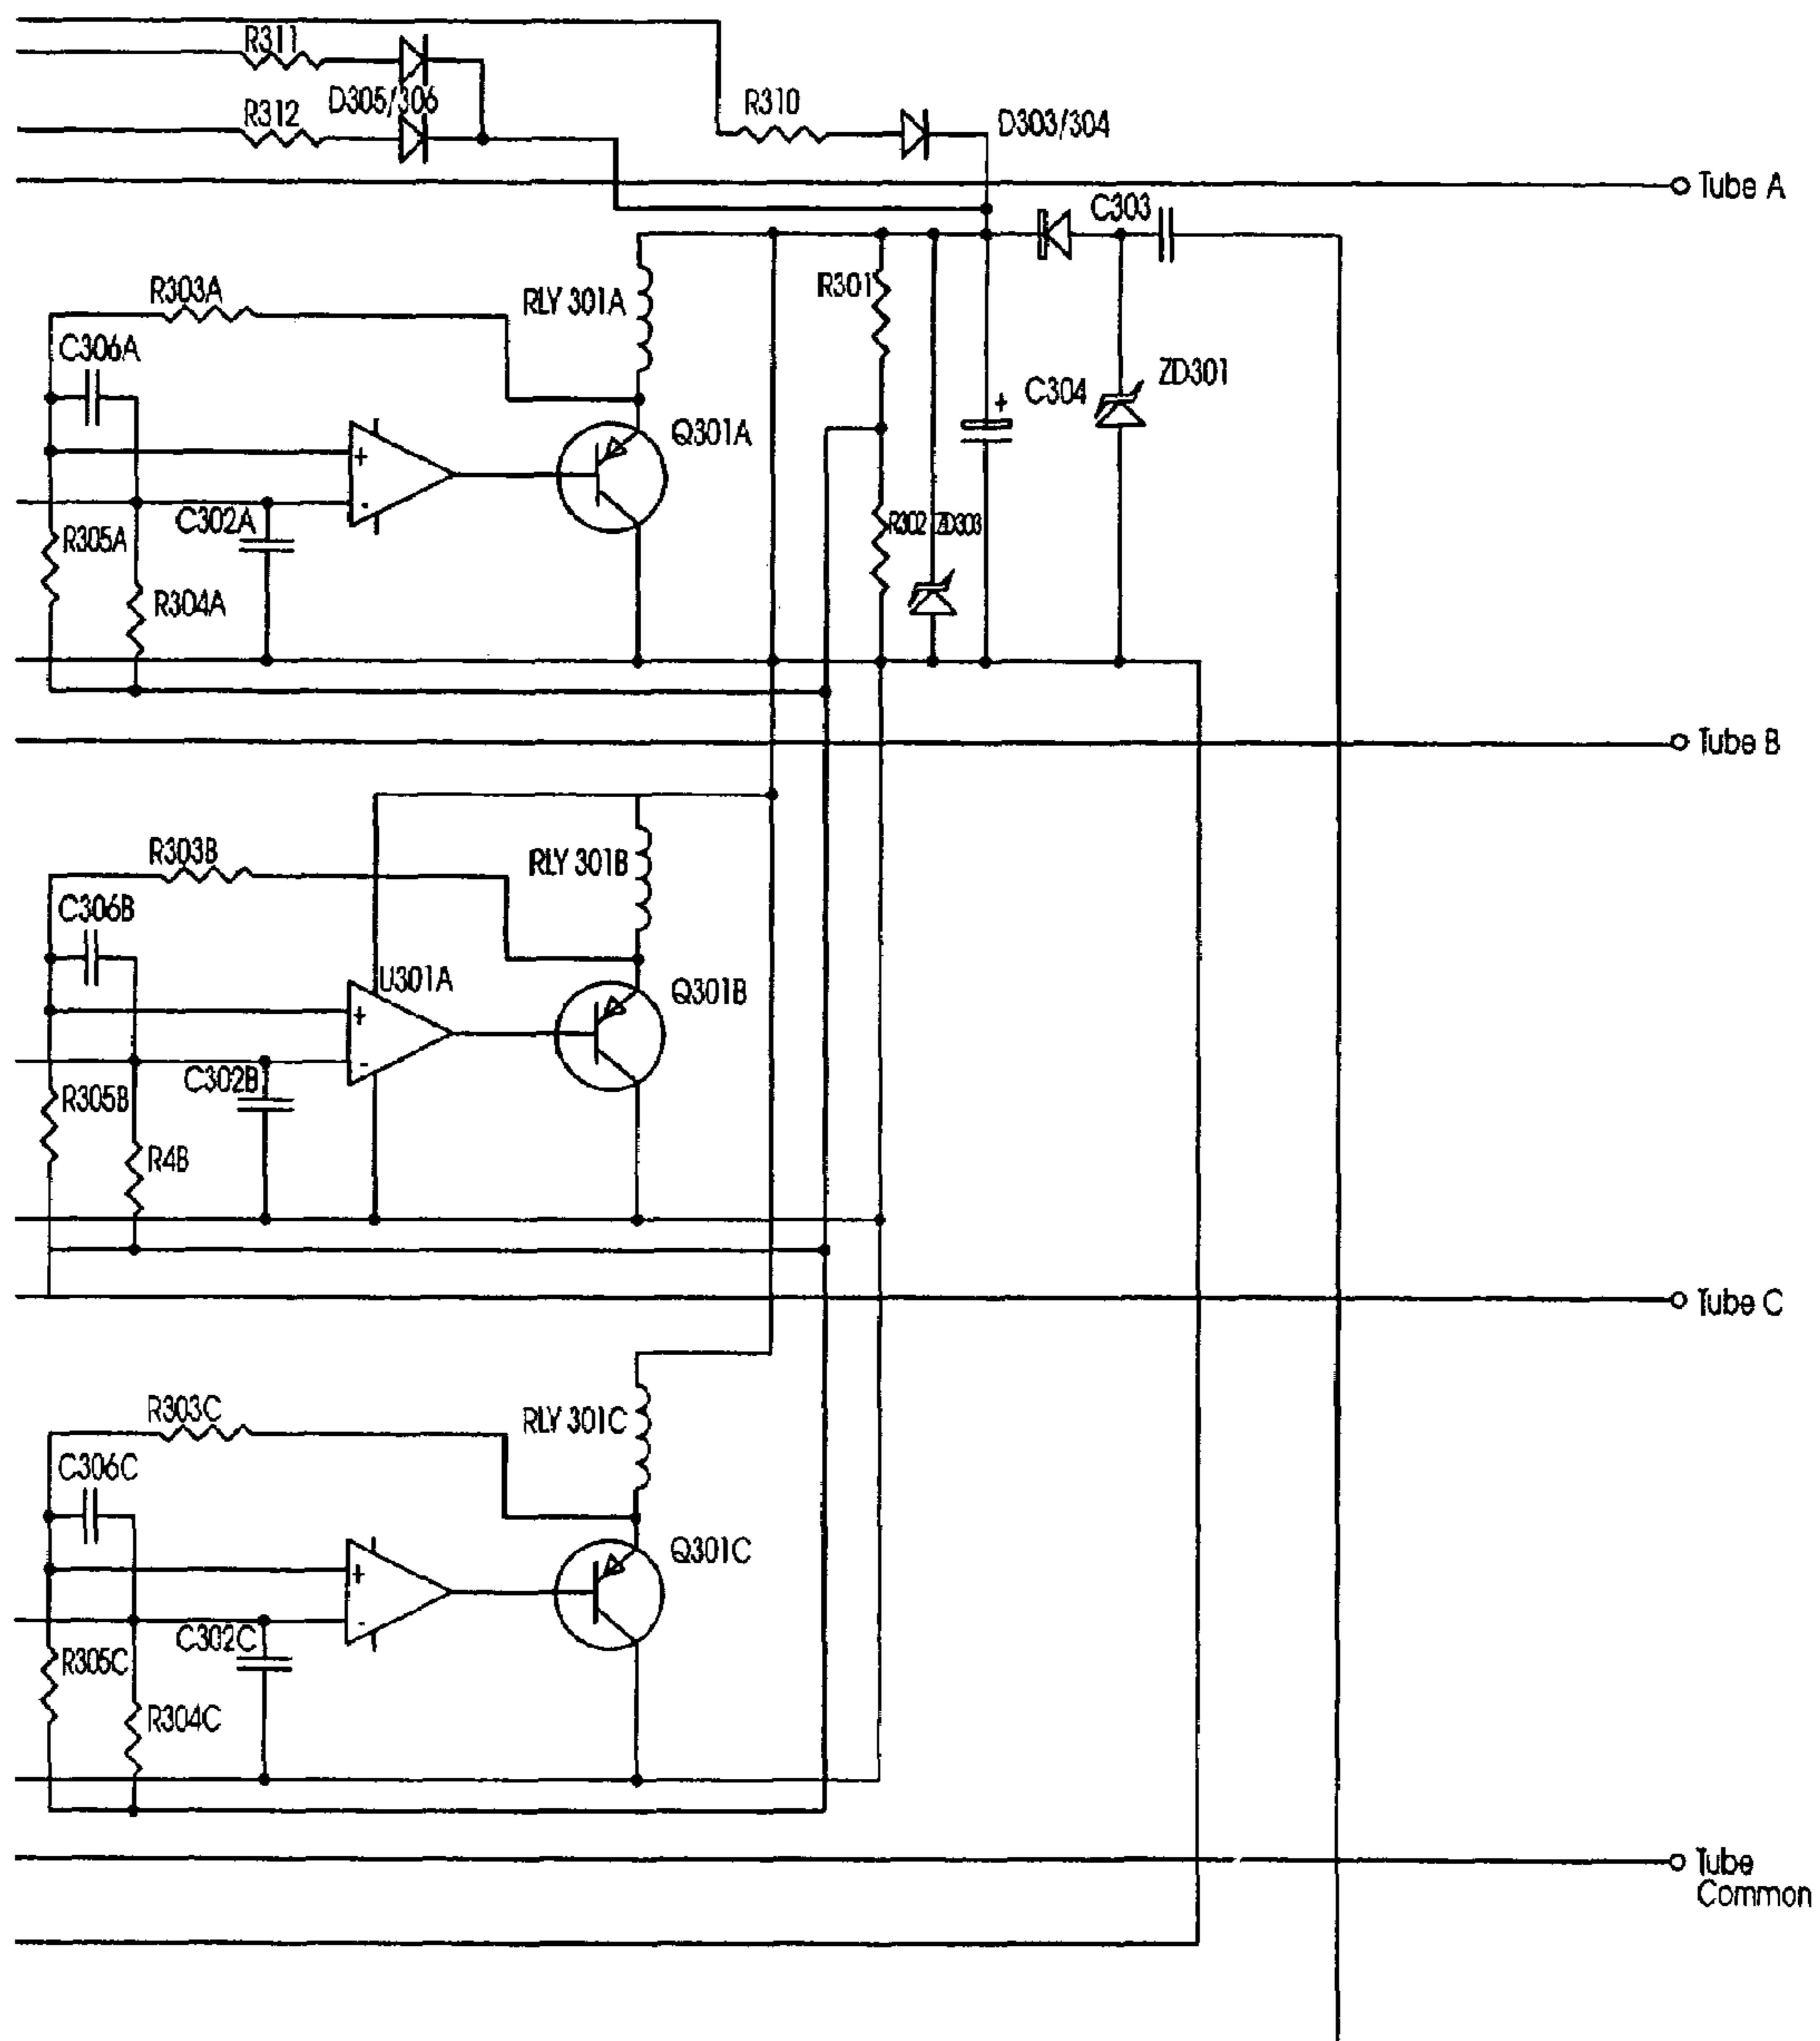 R311
D305/306
R312
R310
D303/304
Tube A
C303
R303A
RLY 301A
R301
C306A
ZD301
C304
+
Q301A
+
-
C302A
R302
ZD303
R305A
R304A
Tube B
R303B
RLY 301B
C306B
U301A
Q301B
+
-
C302B
R305B
R4B
Tube C
R303C
RLY 301C
C306C
Q301C
+
-
C302C
R305C
R304C
Tube
Common